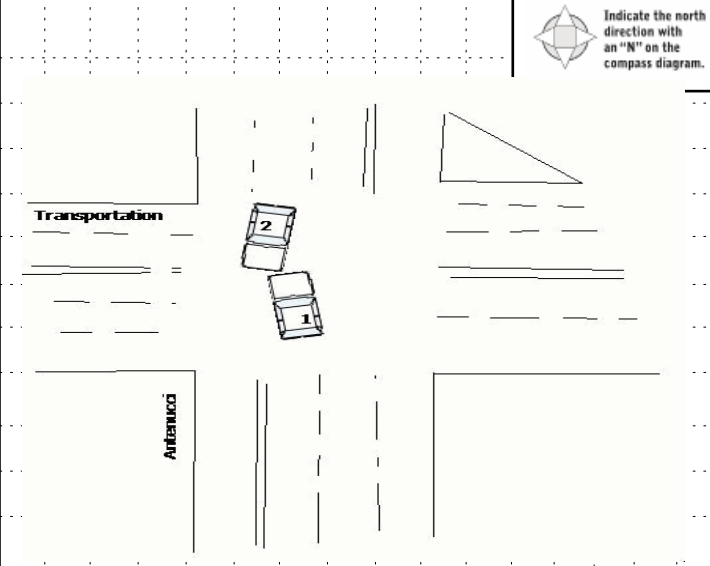 Indicate the north
direction with
an “N” on the
compass diagram.
Transportation
2
1
Antenucci